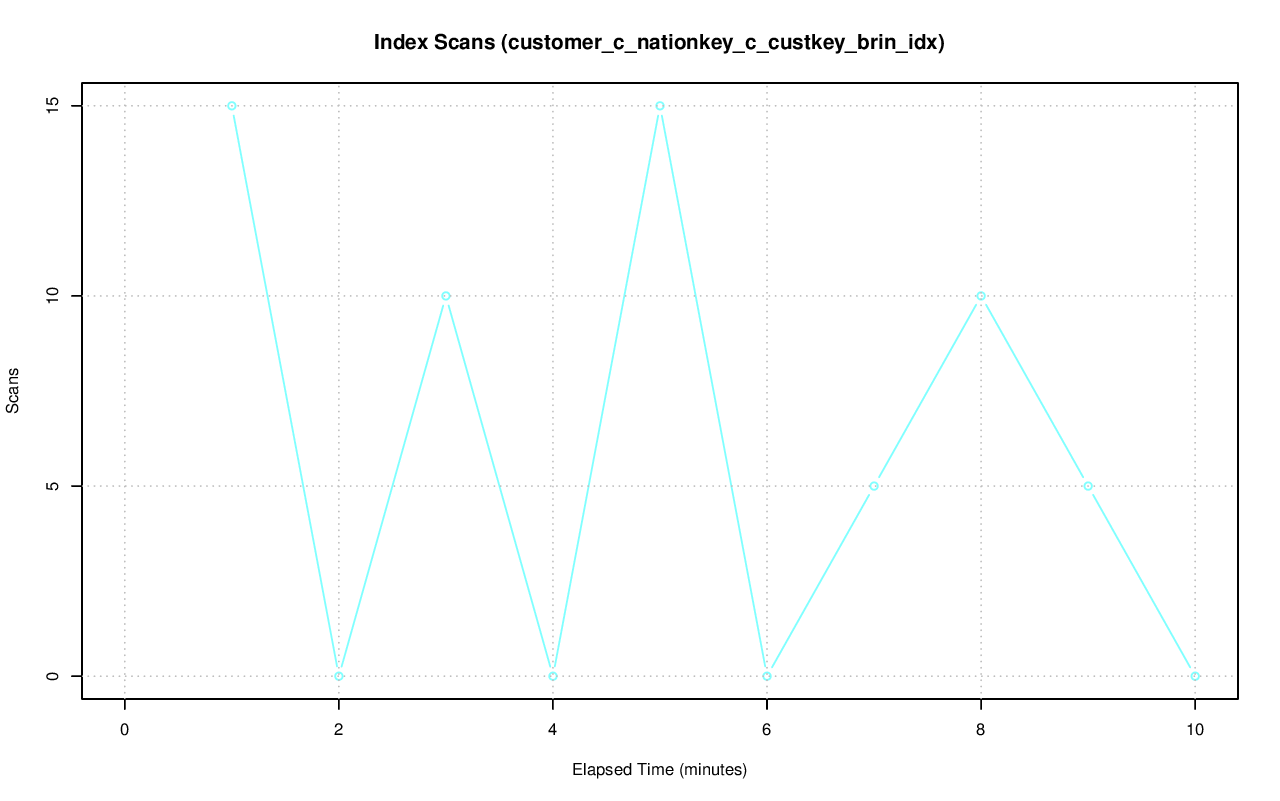 Index Scans (customer_c_nationkey_c_custkey_brin_idx)
15
10
5
0
Scans
0 2 4 6 8 10
Elapsed Time (minutes)